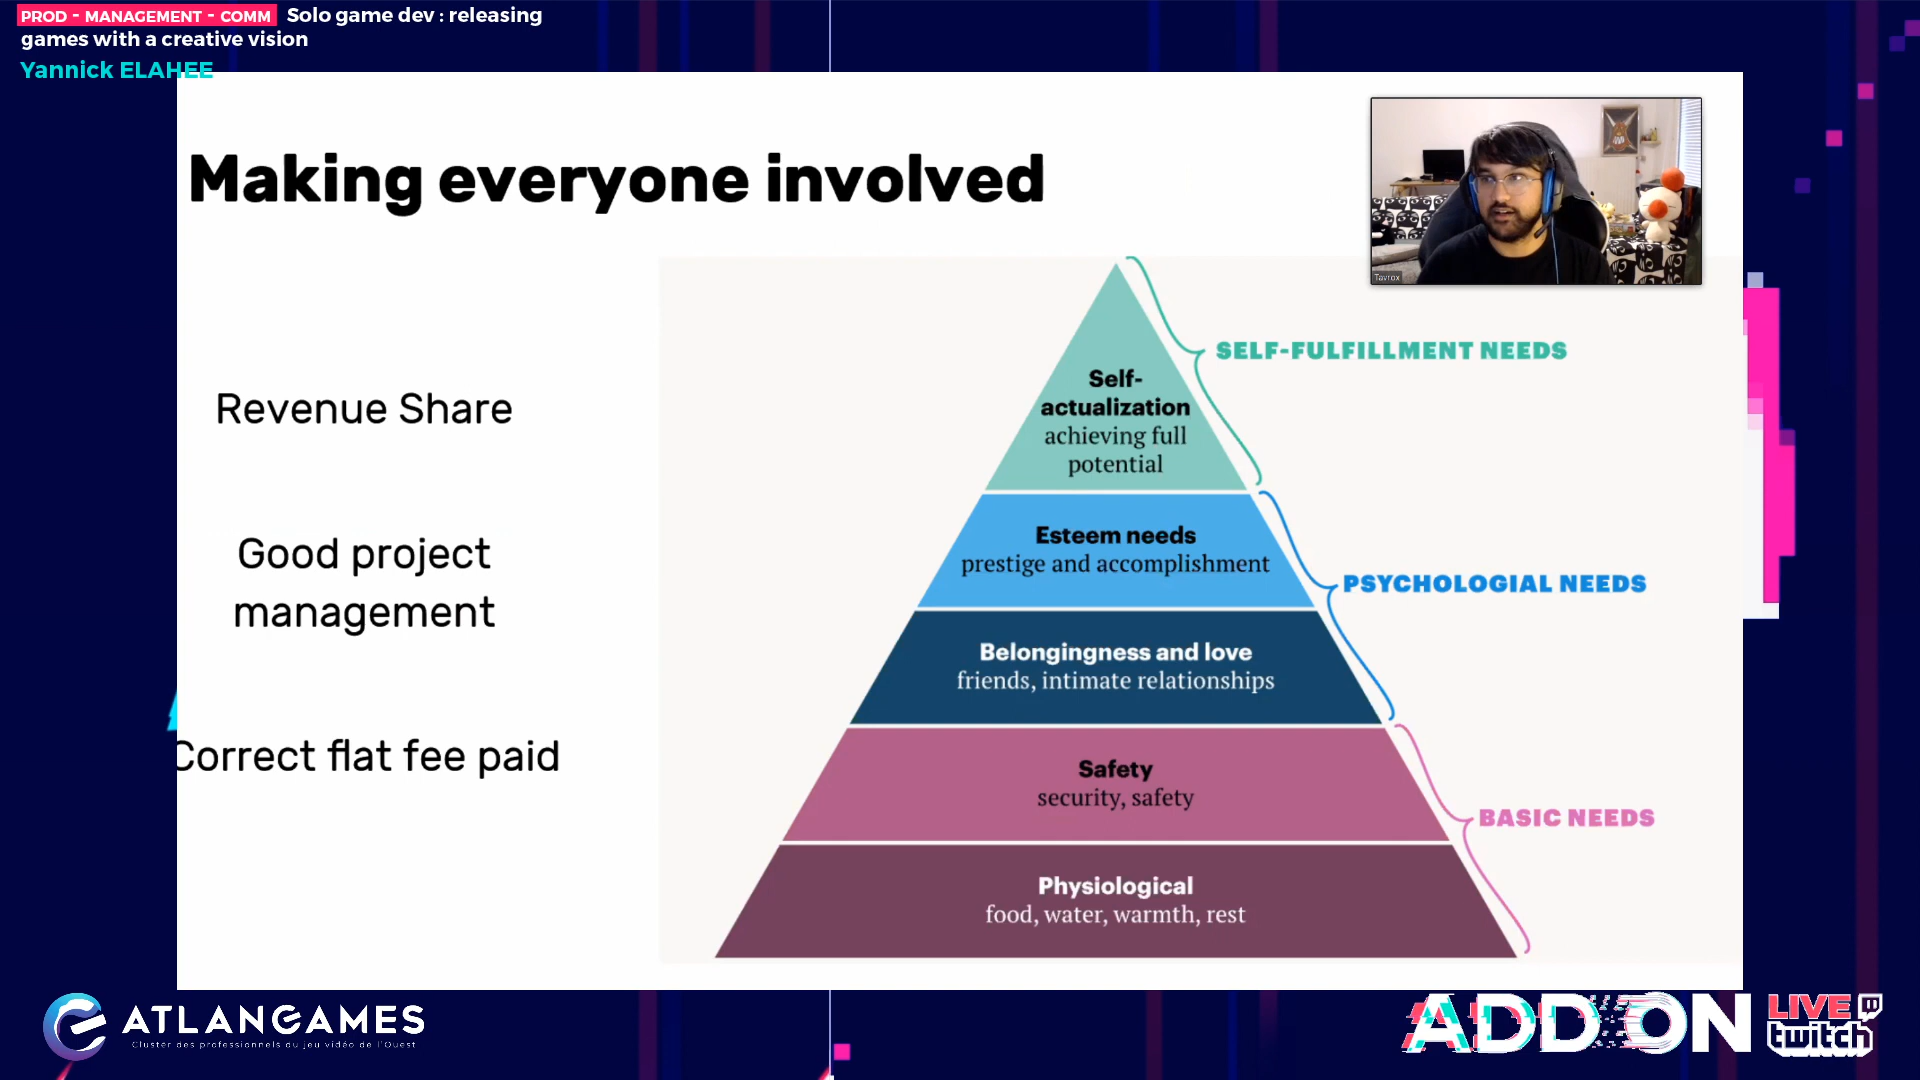 PROD - MANAGEMENT - COMM Solo game dev : releasing
games with a creative vision
Yannick ELAHEE
Making everyone involved
Tavrox
Revenue Share
Good project
management
Correct flat fee paid
Self-
actualization
achieving full
potential
SELF-FULFILLMENT NEEDS
Esteem needs
prestige and accomplishment
PSYCHOLOGIAL NEEDS
Belongingness and love
friends, intimate relationships
Safety
security, safety
BASIC NEEDS
Physiological
food, water, warmth, rest
ATLANGAMES
Cluster des professionnels du jeu vidéo de l'Ouest
ADD ON
LIVE
twitch